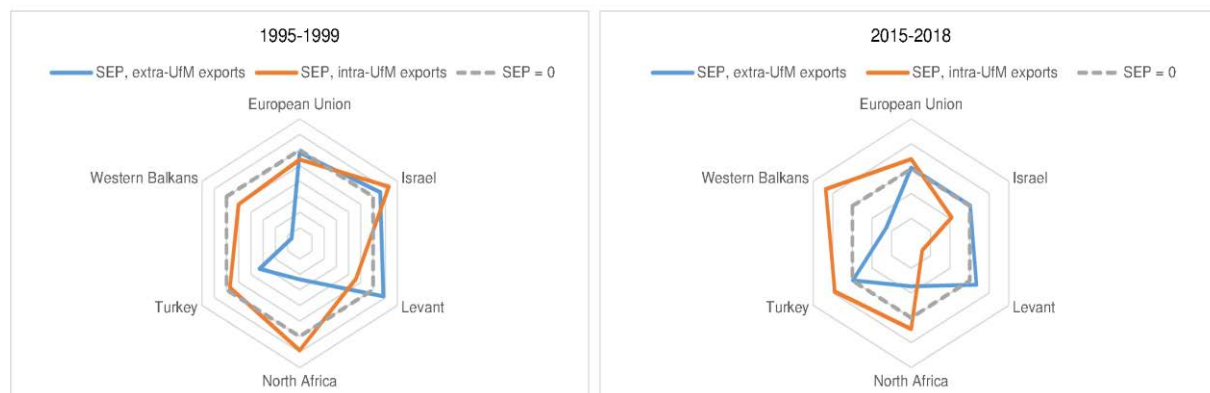 1995-1999
SEP, extra-UfM exports SEP, intra-UfM exports SEP = 0
European Union
Western Balkans Israel
Turkey Levant
North Africa
2015-2018
SEP, extra-UfM exports SEP, intra-UfM exports SEP = 0
European Union
Western Balkans Israel
Turkey Levant
North Africa